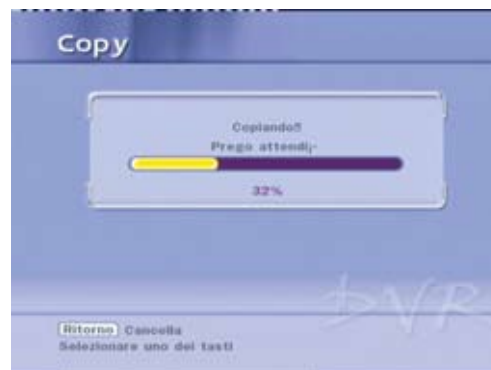 Copy
Copiando!!
Prego attendi¡·
32%
DVR
Ritorno Cancella
Selezionare uno dei tasti